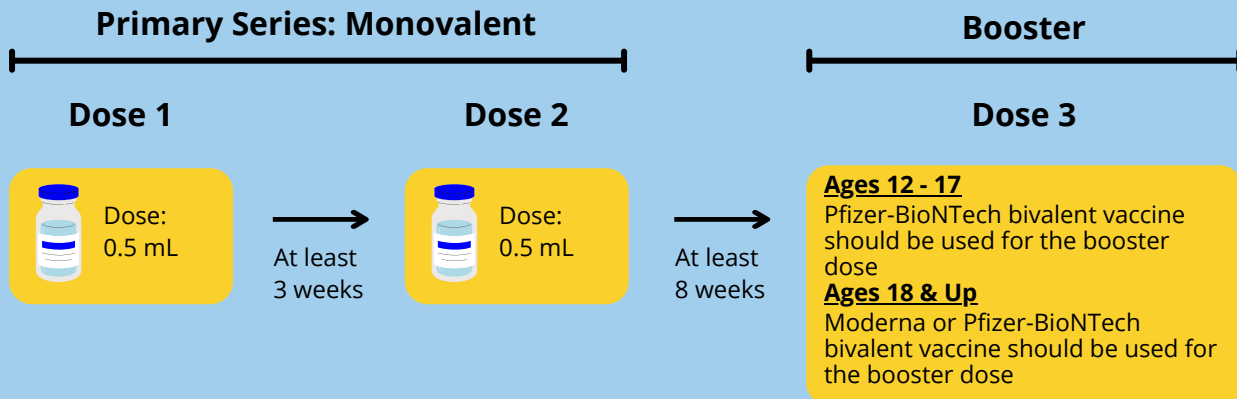 Primary Series: Monovalent
Booster
Dose 1
Dose 2
Dose 3
Dose:
0.5 mL
At least
3 weeks
Dose:
0.5 mL
At least
8 weeks
Ages 12 - 17
Pfizer-BioNTech bivalent vaccine
should be used for the booster
dose
Ages 18 & Up
Moderna or Pfizer-BioNTech
bivalent vaccine should be used for
the booster dose